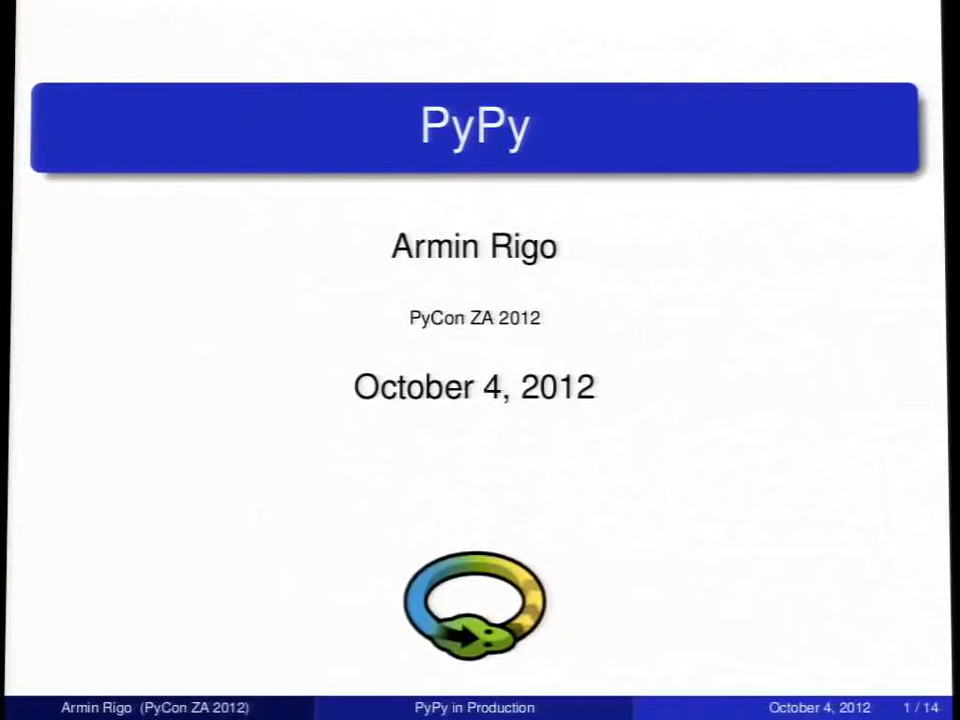 PyPy
Armin Rigo
PyCon ZA 2012
October 4, 2012
Armin Rigo (PyCon ZA 2012) PyPy in Production October 4, 2012 1 / 14